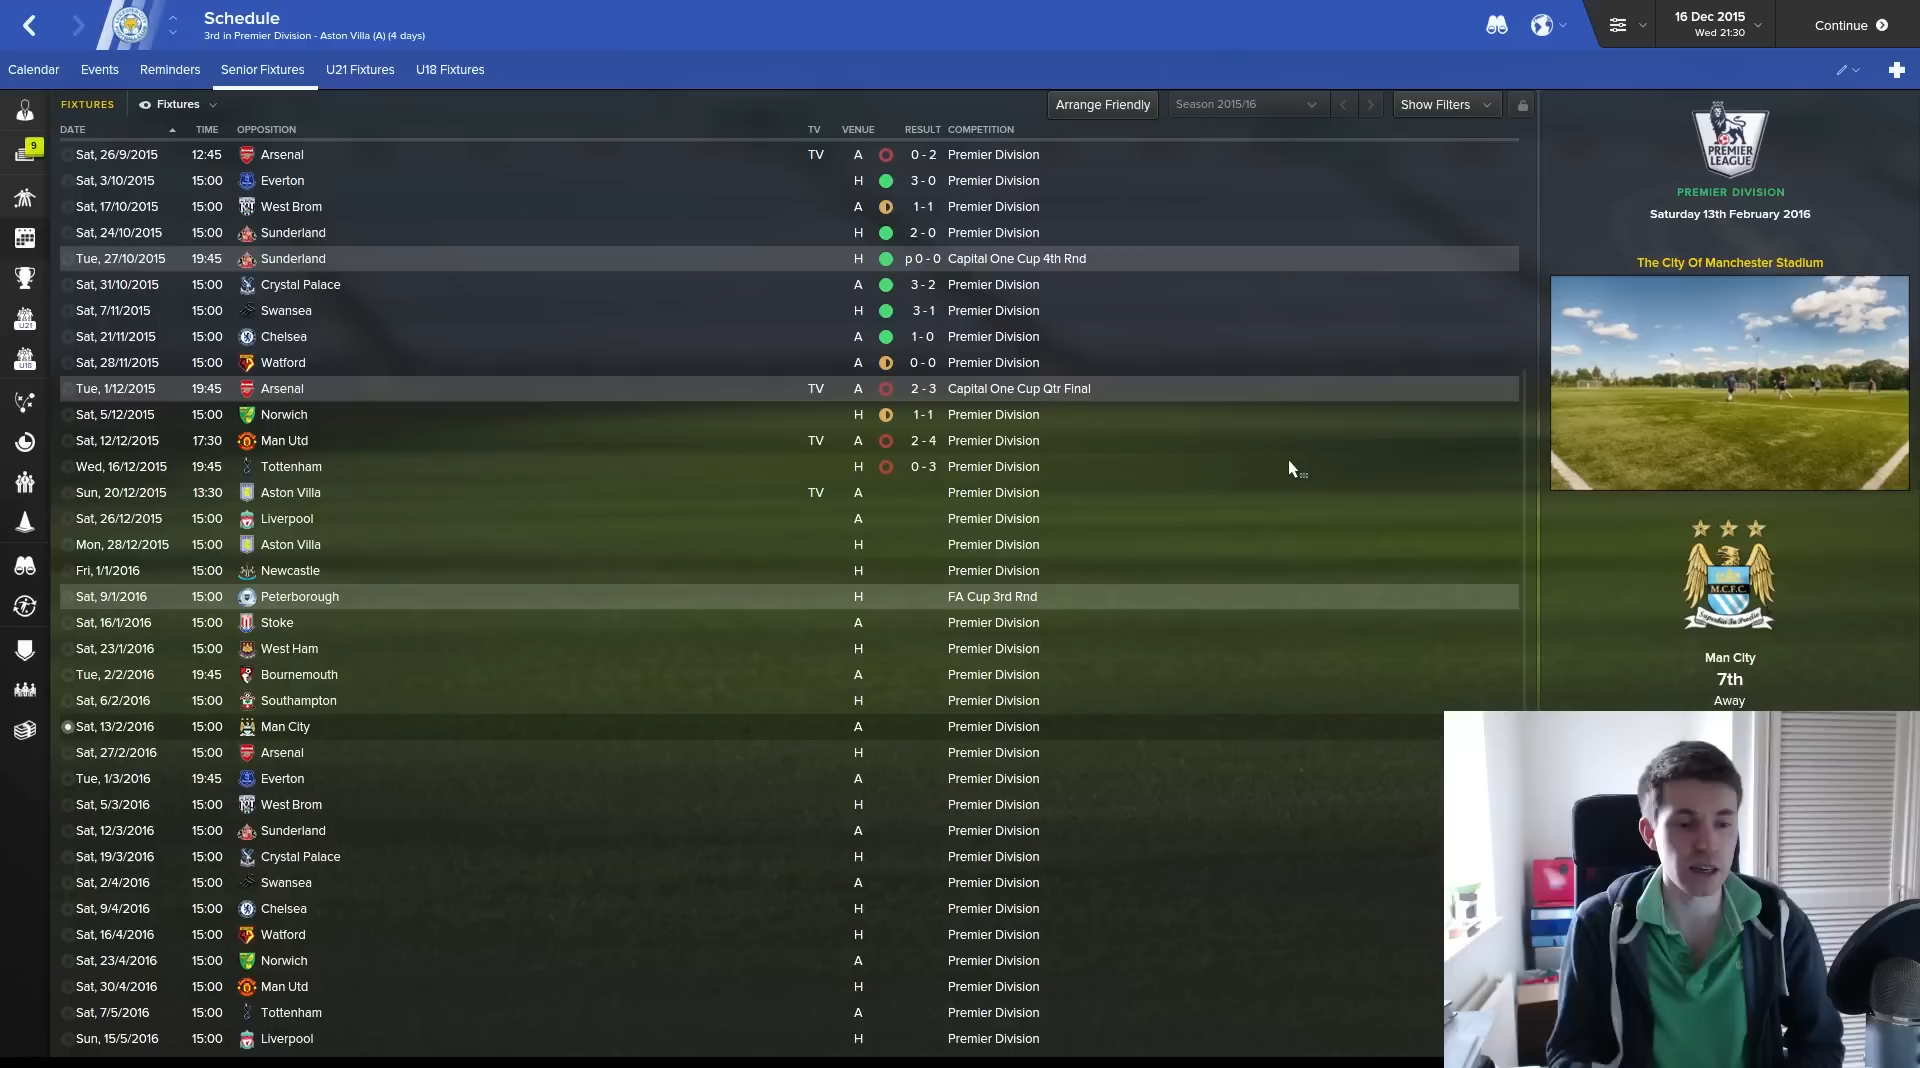 Schedule
3rd in Premier Division - Aston Villa (A) (4 days)
16 Dec 2015
Wed 21:30
Continue
Calendar Events Reminders Senior Fixtures U21 Fixtures U18 Fixtures
FIXTURES Fixtures Arrange Friendly Season 2015/16 Show Filters
DATE TIME OPPOSITION TV VENUE RESULT COMPETITION
Sat, 26/9/2015 12:45 Arsenal TV A 0 - 2 Premier Division
Sat, 3/10/2015 15:00 Everton H 3 - 0 Premier Division
Sat, 17/10/2015 15:00 West Brom A 1 - 1 Premier Division
Sat, 24/10/2015 15:00 Sunderland H 2 - 0 Premier Division
Tue, 27/10/2015 19:45 Sunderland H p 0 - 0 Capital One Cup 4th Rnd
Sat, 31/10/2015 15:00 Crystal Palace A 3 - 2 Premier Division
Sat, 7/11/2015 15:00 Swansea H 3 - 1 Premier Division
Sat, 21/11/2015 15:00 Chelsea A 1 - 0 Premier Division
Sat, 28/11/2015 15:00 Watford A 0 - 0 Premier Division
Tue, 1/12/2015 19:45 Arsenal TV A 2 - 3 Capital One Cup Qtr Final
Sat, 5/12/2015 15:00 Norwich H 1 - 1 Premier Division
Sat, 12/12/2015 17:30 Man Utd TV A 2 - 4 Premier Division
Wed, 16/12/2015 19:45 Tottenham H 0 - 3 Premier Division
Sun, 20/12/2015 13:30 Aston Villa TV A Premier Division
Sat, 26/12/2015 15:00 Liverpool A Premier Division
Mon, 28/12/2015 15:00 Aston Villa H Premier Division
Fri, 1/1/2016 15:00 Newcastle H Premier Division
Sat, 9/1/2016 15:00 Peterborough H FA Cup 3rd Rnd
Sat, 16/1/2016 15:00 Stoke A Premier Division
Sat, 23/1/2016 15:00 West Ham H Premier Division
Tue, 2/2/2016 19:45 Bournemouth A Premier Division
Sat, 6/2/2016 15:00 Southampton H Premier Division
Sat, 13/2/2016 15:00 Man City A Premier Division
Sat, 27/2/2016 15:00 Arsenal H Premier Division
Tue, 1/3/2016 19:45 Everton A Premier Division
Sat, 5/3/2016 15:00 West Brom H Premier Division
Sat, 12/3/2016 15:00 Sunderland A Premier Division
Sat, 19/3/2016 15:00 Crystal Palace H Premier Division
Sat, 2/4/2016 15:00 Swansea A Premier Division
Sat, 9/4/2016 15:00 Chelsea H Premier Division
Sat, 16/4/2016 15:00 Watford H Premier Division
Sat, 23/4/2016 15:00 Norwich A Premier Division
Sat, 30/4/2016 15:00 Man Utd H Premier Division
Sat, 7/5/2016 15:00 Tottenham A Premier Division
Sun, 15/5/2016 15:00 Liverpool H Premier Division
9
U21
U18
PREMIER
LEAGUE
PREMIER DIVISION
Saturday 13th February 2016
The City Of Manchester Stadium
M.C.F.C.
Man City
7th
Away